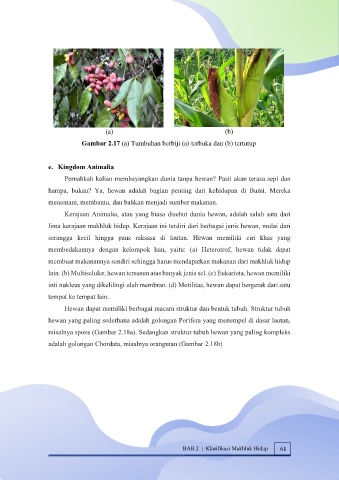 (a) (b)
Gambar 2.17 (a) Tumbuhan berbiji (a) terbuka dan (b) tertutup
e. Kingdom Animalia
Pernahkah kalian membayangkan dunia tanpa hewan? Pasti akan terasa sepi dan
hampa, bukan? Ya, hewan adalah bagian penting dari kehidupan di Bumi. Mereka
menemani, membantu, dan bahkan menjadi sumber makanan.
Kerajaan Animalia, atau yang biasa disebut dunia hewan, adalah salah satu dari
lima kerajaan makhluk hidup. Kerajaan ini terdiri dari berbagai jenis hewan, mulai dari
serangga kecil hingga paus raksasa di lautan. Hewan memiliki ciri khas yang
membedakannya dengan kelompok lain, yaitu: (a) Heterotrof, hewan tidak dapat
membuat makanannya sendiri sehingga harus mendapatkan makanan dari makhluk hidup
lain. (b) Multiseluler, hewan tersusun atas banyak jenis sel. (c) Eukariota, hewan memiliki
inti nukleus yang dikelilingi oleh membran. (d) Motilitas, hewan dapat bergerak dari satu
tempat ke tempat lain.
Hewan dapat memiliki berbagai macam struktur dan bentuk tubuh. Struktur tubuh
hewan yang paling sederhana adalah golongan Porifera yang menempel di dasar lautan,
misalnya spons (Gambar 2.18a). Sedangkan struktur tubuh hewan yang paling kompleks
adalah golongan Chordata, misalnya orangutan (Gambar 2.18b)
BAB 2 | Klasifikasi Makhluk Hidup 61